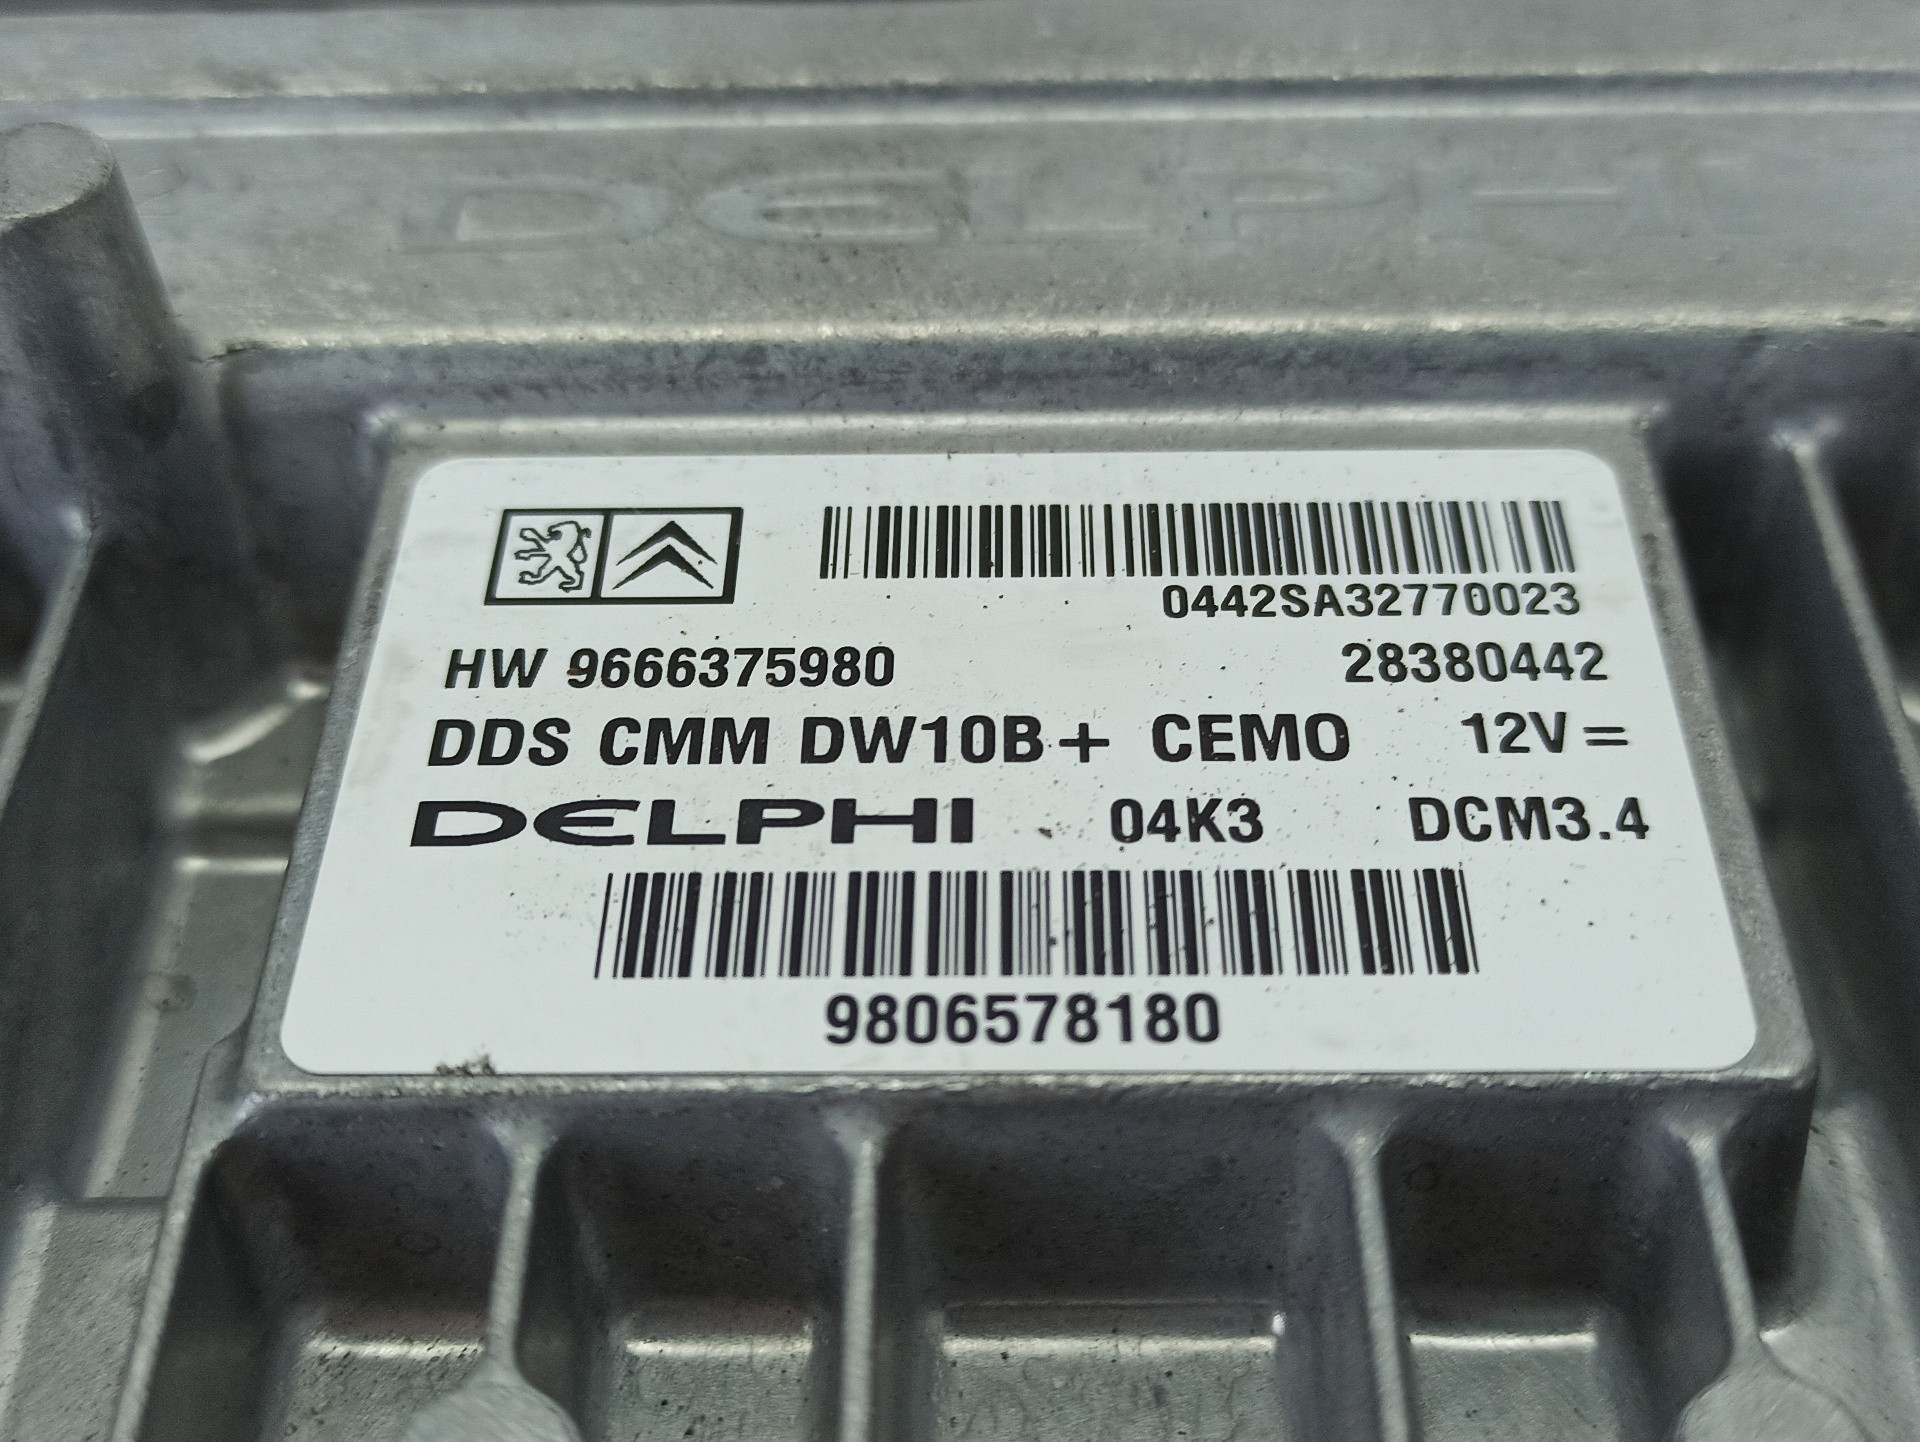 DELPHI
0442SA32770023
HW 9666375980 28380442
DDS CMM DW10B+ CEMO 12V=
DELPHI 04K3 DCM3.4
9806578180